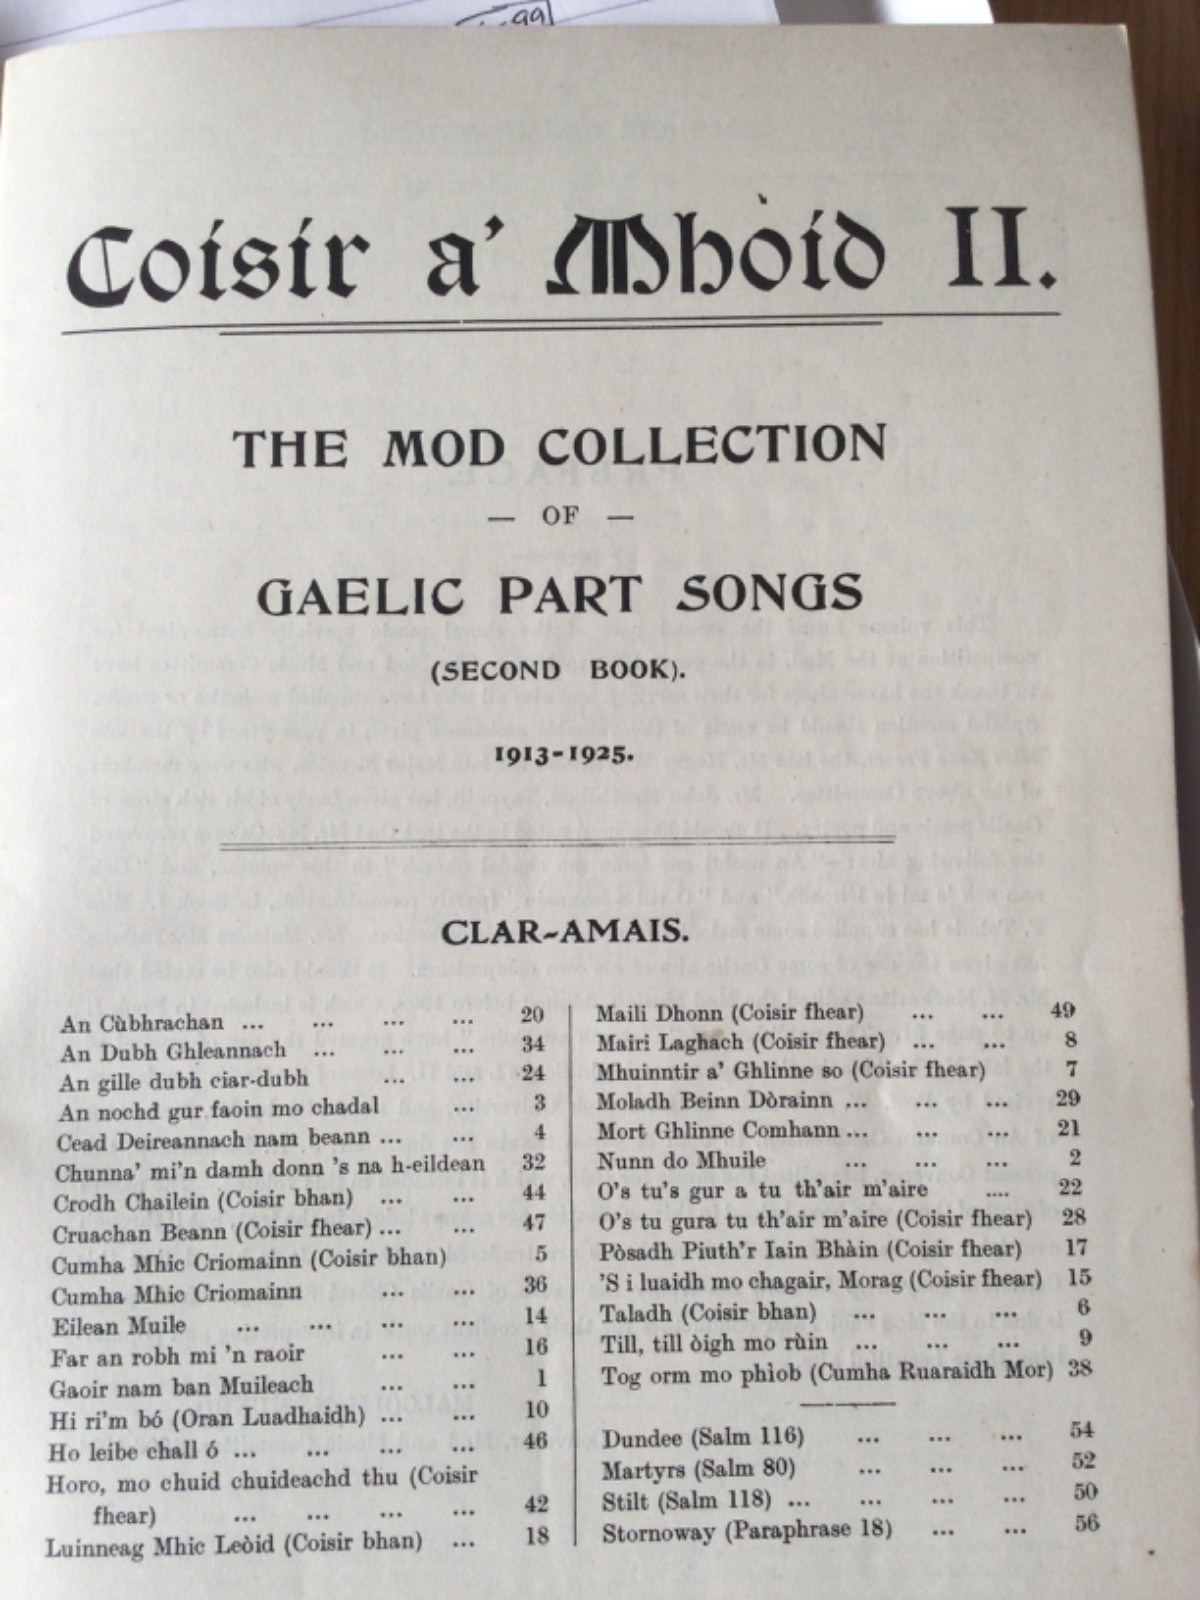 99
Coisir a' Mhòid II.
THE MOD COLLECTION
— OF —
GAELIC PART SONGS
(SECOND BOOK).
1913-1925.
CLAR-AMAIS.
An Cùbhrachan ... ... ... ... 20
An Dubh Ghleannach ... ... ... 34
An gille dubh ciar-dubh ... ... 24
An nochd gur faoin mo chadal ... 3
Cead Deireannach nam beann ... ... 4
Chunna' mi'n damh donn 's na h-eildean 32
Crodh Chailein (Coisir bhan) ... ... 44
Cruachan Beann (Coisir fhear) ... ... 47
Cumha Mhic Criomainn (Coisir bhan) 5
Cumha Mhic Criomainn ... ... 36
Eilean Muile ... ... ... ... 14
Far an robh mi 'n raoir ... ... 16
Gaoir nam ban Muileach ... ... 1
Hi ri'm bó (Oran Luadhaidh) ... ... 10
Ho leibe chall ó ... ... ... ... 46
Horo, mo chuid chuideachd thu (Coisir
fhear) ... ... ... ... 42
Luinneag Mhic Leòid (Coisir bhan) ... 18
Maili Dhonn (Coisir fhear) ... ... 49
Mairi Laghach (Coisir fhear) ... ... 8
Mhuinntir a' Ghlinne so (Coisir fhear) 7
Moladh Beinn Dòrainn ... ... ... 29
Mort Ghlinne Comhann ... ... ... 21
Nunn do Mhuile ... ... ... 2
O's tu's gur a tu th'air m'aire .... 22
O's tu gura tu th'air m'aire (Coisir fhear) 28
Pòsadh Piuth'r Iain Bhàin (Coisir fhear) 17
'S i luaidh mo chagair, Morag (Coisir fhear) 15
Taladh (Coisir bhan) ... ... ... 6
Till, till òigh mo rùin ... ... ... 9
Tog orm mo phìob (Cumha Ruaraidh Mor) 38
Dundee (Salm 116) ... ... ... 54
Martyrs (Salm 80) ... ... ... 52
Stilt (Salm 118) ... ... ... ... 50
Stornoway (Paraphrase 18) ... ... 56